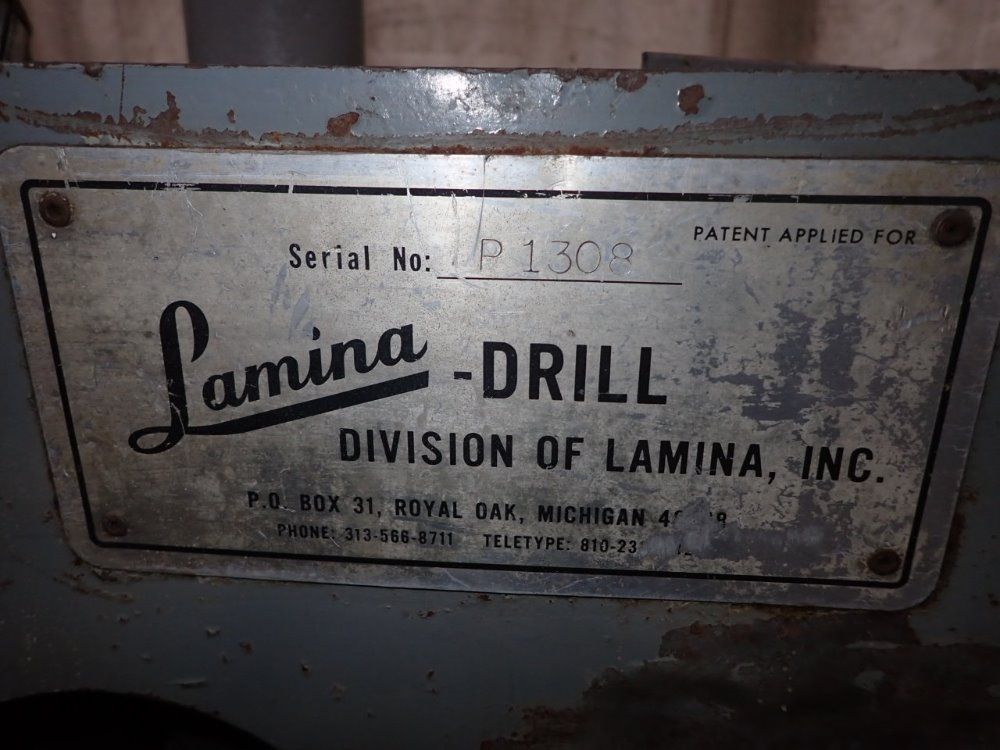 PATENT APPLIED FOR
Serial No: P 1308
Lamina -DRILL
DIVISION OF LAMINA, INC.
P.O. BOX 31, ROYAL OAK, MICHIGAN
PHONE: 313-566-8711 TELETYPE: